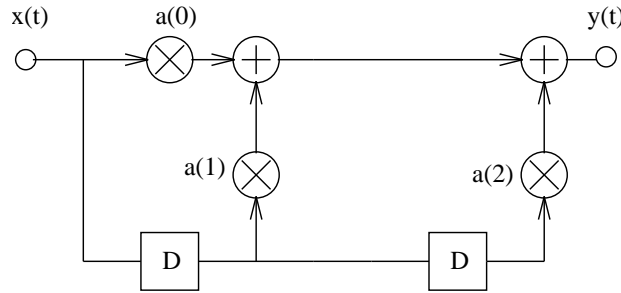 x(t)
a(0)
y(t)
a(1)
a(2)
D
D